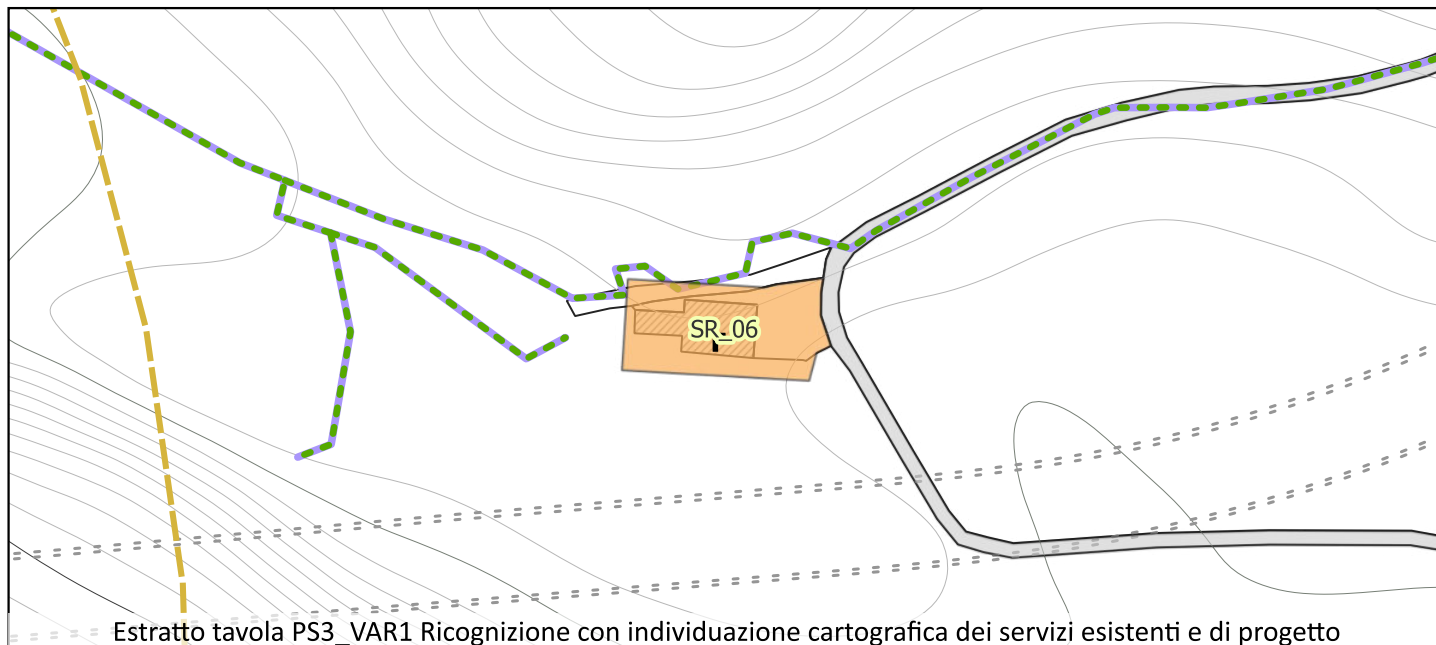 SR_06
Estratto tavola PS3_VAR1 Ricognizione con individuazione cartografica dei servizi esistenti e di progetto